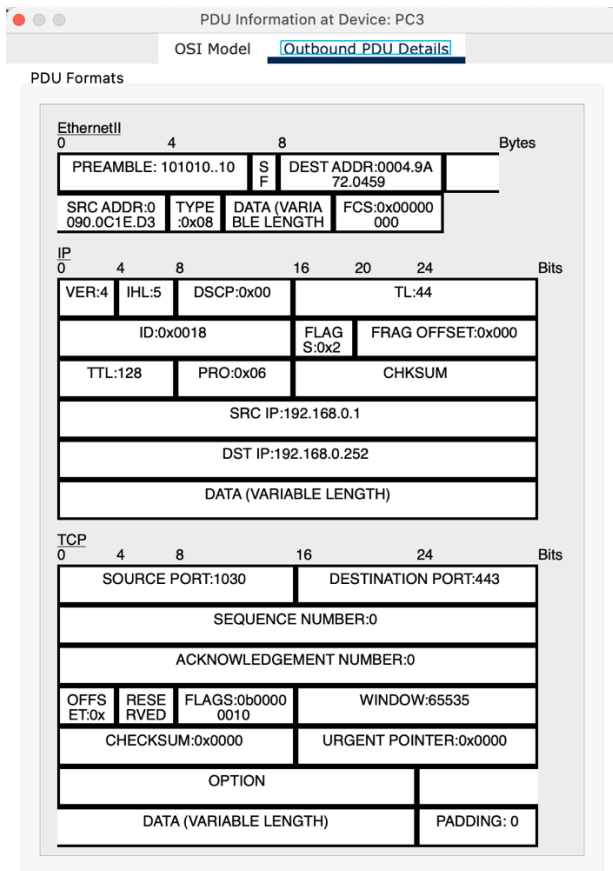 PDU Information at Device: PC3
OSI Model Outbound PDU Details
PDU Formats
EthernetII
0 4 8 Bytes
PREAMBLE: 101010..10 S F DEST ADDR:0004.9A 72.0459
SRC ADDR:0 090.0C1E.D3 TYPE :0x08 DATA (VARIA BLE LENGTH FCS:0x00000 000
IP
0 4 8 16 20 24 Bits
VER:4 IHL:5 DSCP:0x00 TL:44
ID:0x0018 FLAG S:0x2 FRAG OFFSET:0x000
TTL:128 PRO:0x06 CHKSUM
SRC IP:192.168.0.1
DST IP:192.168.0.252
DATA (VARIABLE LENGTH)
TCP
0 4 8 16 24 Bits
SOURCE PORT:1030 DESTINATION PORT:443
SEQUENCE NUMBER:0
ACKNOWLEDGEMENT NUMBER:0
OFFS ET:0x RESE RVED FLAGS:0b0000 0010 WINDOW:65535
CHECKSUM:0x0000 URGENT POINTER:0x0000
OPTION
DATA (VARIABLE LENGTH) PADDING: 0